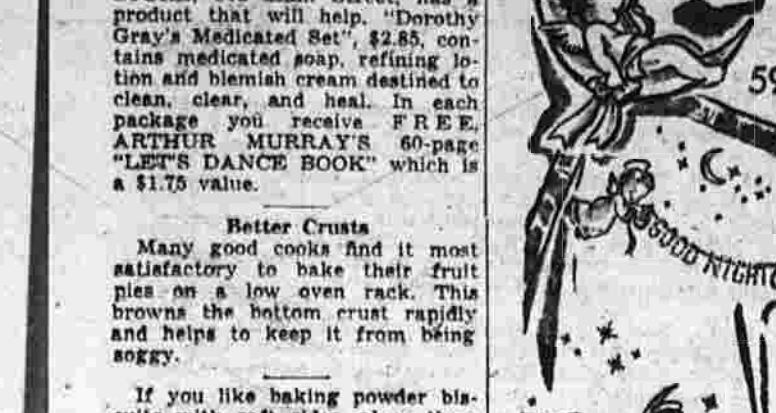 product that will help. "Dorothy
Gray's Medicated Set", $2.85, con-
tains medicated soap, refining lo-
tion and blemish cream destined to
clean, clear, and heal. In each
package you receive FREE,
ARTHUR MURRAY'S 60-page
"LET'S DANCE BOOK" which is
a $1.75 value.
Better Crusts
Many good cooks find it most
satisfactory to bake their fruit
pies on a low oven rack. This
browns the bottom crust rapidly
and helps to keep it from being
soggy.
If you like baking powder bis-
GOOD NIGHT